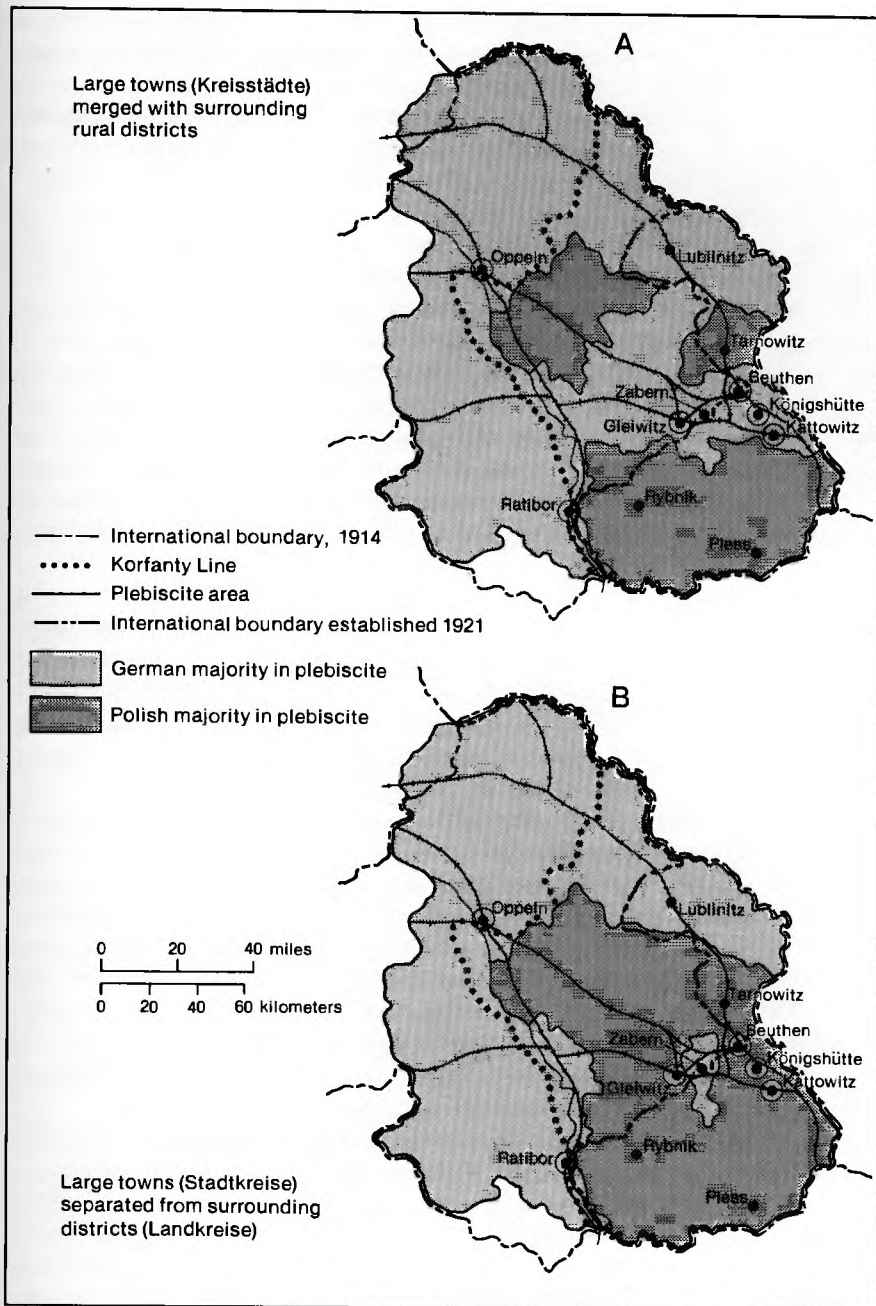 A
Large towns (Kreisstädte)
merged with surrounding
rural districts
Oppeln
Lublinitz
Tarnowitz
Beuthen
Zabern
Königshütte
Gleiwitz
Kattowitz
Ratibor
Rybnik
Pless
International boundary, 1914
Korfanty Line
Plebiscite area
International boundary established 1921
German majority in plebiscite
Polish majority in plebiscite
B
Oppeln
Lublinitz
Tarnowitz
0 20 40 miles
0 20 40 60 kilometers
Beuthen
Zabern
Königshütte
Gleiwitz
Kattowitz
Ratibor
Rybnik
Pless
Large towns (Stadtkreise)
separated from surrounding
districts (Landkreise)